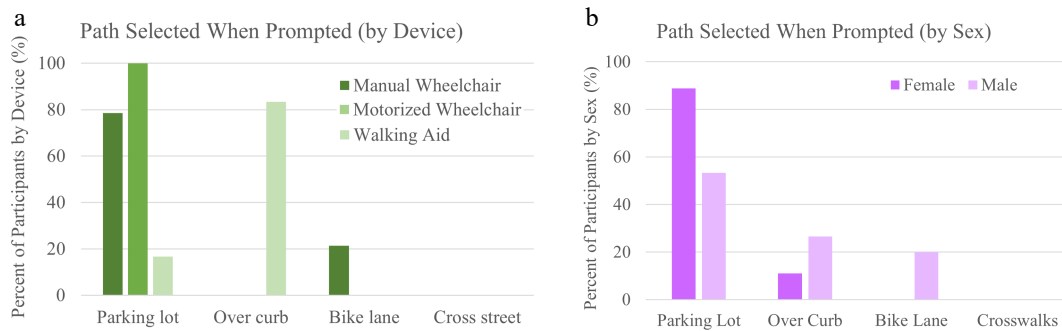 a
Path Selected When Prompted (by Device)
Percent of Participants by Device (%)
100
80
60
40
20
0
Manual Wheelchair
Motorized Wheelchair
Walking Aid
Parking lot
Over curb
Bike lane
Cross street
b
Path Selected When Prompted (by Sex)
Percent of Participants by Sex (%)
100
80
60
40
20
0
Female
Male
Parking Lot
Over Curb
Bike Lane
Crosswalks